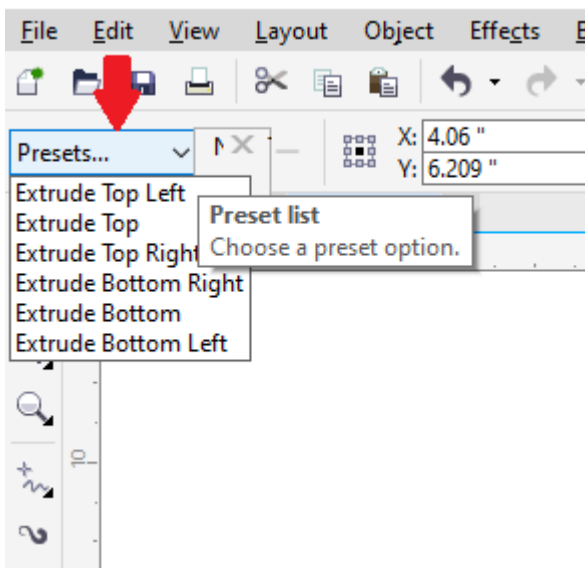 File Edit View Layout Object Effects
Presets... X: 4.06 "
Y: 6.209 "
Extrude Top Left
Extrude Top
Extrude Top Right
Extrude Bottom Right
Extrude Bottom
Extrude Bottom Left
Preset list
Choose a preset option.
10